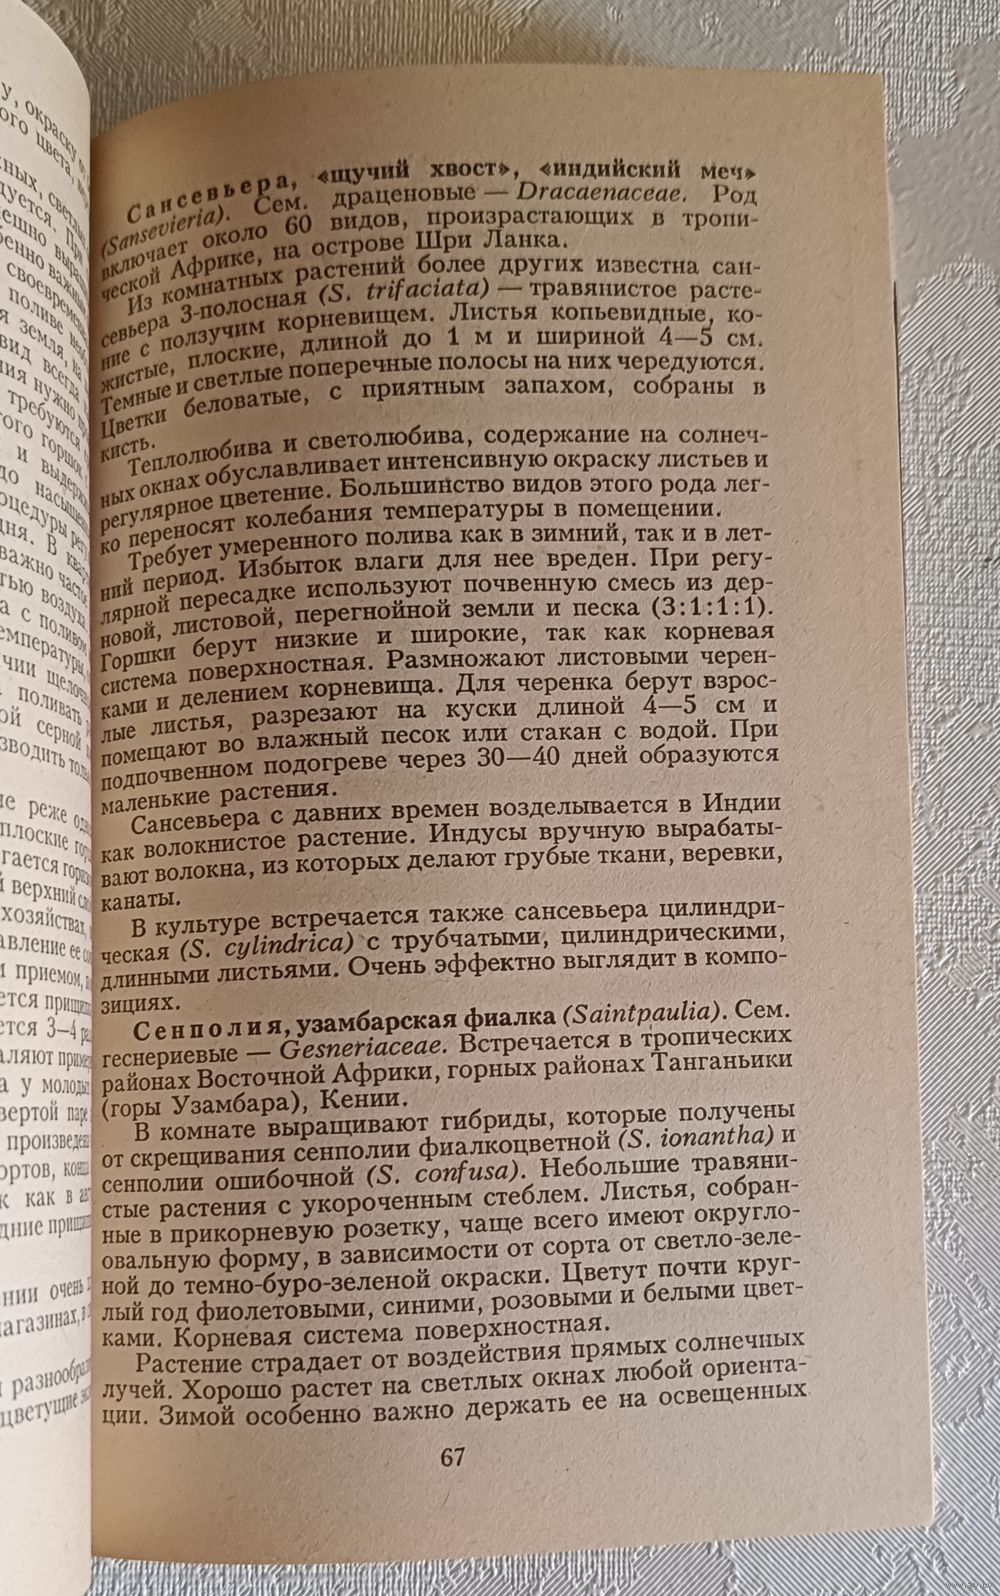 Сансевьера, «щучий хвост», «индийский меч»
(Sansevieria). Сем. драценовые — Dracaenaceae. Род
включает около 60 видов, произрастающих в тропи-
ческой Африке, на острове Шри Ланка.
Из комнатных растений более других известна сан-
севьера 3-полосная (S. trifaciata) — травянистое расте-
ние с ползучим корневищем. Листья копьевидные, ко-
жистые, плоские, длиной до 1 м и шириной 4—5 см.
Темные и светлые поперечные полосы на них чередуются.
Цветки беловатые, с приятным запахом, собраны в
кисть.
Теплолюбива и светолюбива, содержание на солнеч-
ных окнах обуславливает интенсивную окраску листьев и
регулярное цветение. Большинство видов этого рода лег-
ко переносят колебания температуры в помещении.
Требует умеренного полива как в зимний, так и в лет-
ний период. Избыток влаги для нее вреден. При регу-
лярной пересадке используют почвенную смесь из дер-
новой, листовой, перегнойной земли и песка (3:1:1:1).
Горшки берут низкие и широкие, так как корневая
система поверхностная. Размножают листовыми черен-
ками и делением корневища. Для черенка берут взрос-
лые листья, разрезают на куски длиной 4—5 см и
помещают во влажный песок или стакан с водой. При
подпочвенном подогреве через 30—40 дней образуются
маленькие растения.
Сансевьера с давних времен возделывается в Индии
как волокнистое растение. Индусы вручную вырабаты-
вают волокна, из которых делают грубые ткани, веревки,
канаты.
В культуре встречается также сансевьера цилиндри-
ческая (S. cylindrica) с трубчатыми, цилиндрическими,
длинными листьями. Очень эффектно выглядит в компо-
зициях.
Сенполия, узамбарская фиалка (Saintpaulia). Сем.
геснериевые — Gesneriaceae. Встречается в тропических
районах Восточной Африки, горных районах Танганьики
(горы Узамбара), Кении.
В комнате выращивают гибриды, которые получены
от скрещивания сенполии фиалкоцветной (S. ionantha) и
сенполии ошибочной (S. confusa). Небольшие травяни-
стые растения с укороченным стеблем. Листья, собран-
ные в прикорневую розетку, чаще всего имеют округло-
овальную форму, в зависимости от сорта от светло-зеле-
ной до темно-буро-зеленой окраски. Цветут почти круг-
лый год фиолетовыми, синими, розовыми и белыми цвет-
ками. Корневая система поверхностная.
Растение страдает от воздействия прямых солнечных
лучей. Хорошо растет на светлых окнах любой ориента-
ции. Зимой особенно важно держать ее на освещенных
67